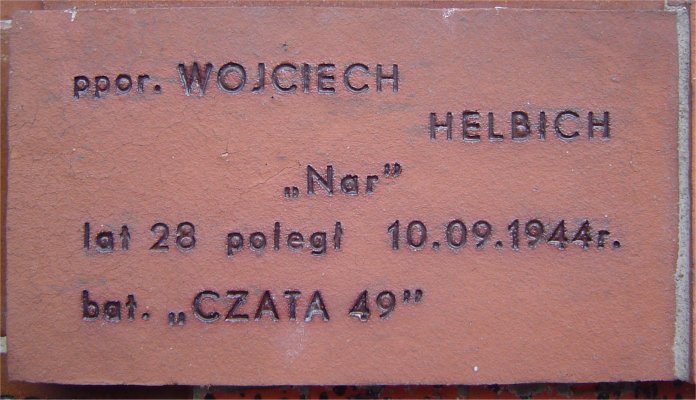 ppor. WOJCIECH
HELBICH
„Nar”
lat 28 poległ 10.09.1944r.
bat. „CZATA 49”